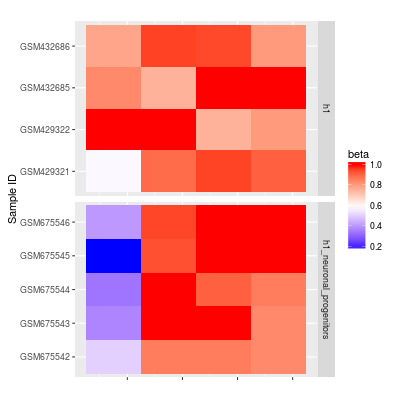 Sample ID
GSM432686
GSM432685
GSM429322
GSM429321
h1
GSM675546
GSM675545
GSM675544
GSM675543
GSM675542
h1_neuronal_progenitors
beta
1.0
0.8
0.6
0.4
0.2